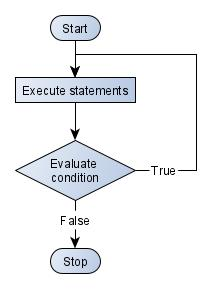 Start
Execute statements
Evaluate
condition
True
False
Stop